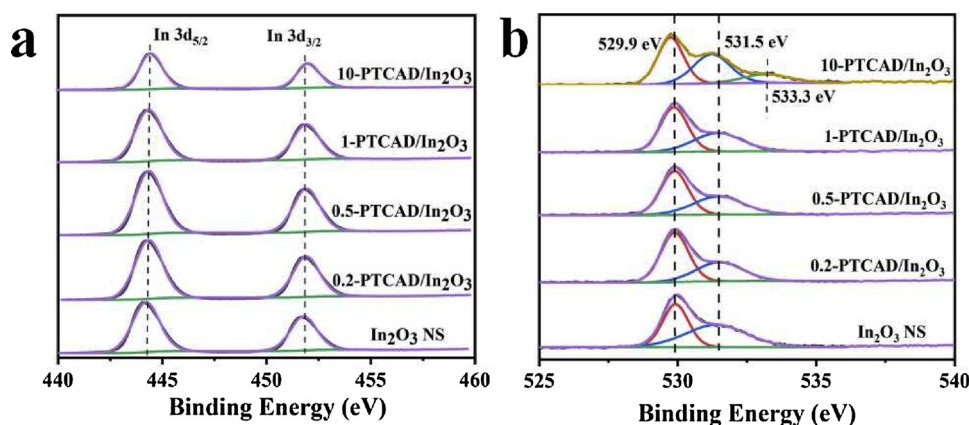 a
In 3d5/2
In 3d3/2
10-PTCAD/In2O3
1-PTCAD/In2O3
0.5-PTCAD/In2O3
0.2-PTCAD/In2O3
In2O3 NS
440 445 450 455 460
Binding Energy (eV)
b
529.9 eV
531.5 eV
10-PTCAD/In2O3
533.3 eV
1-PTCAD/In2O3
0.5-PTCAD/In2O3
0.2-PTCAD/In2O3
In2O3 NS
525 530 535 540
Binding Energy (eV)